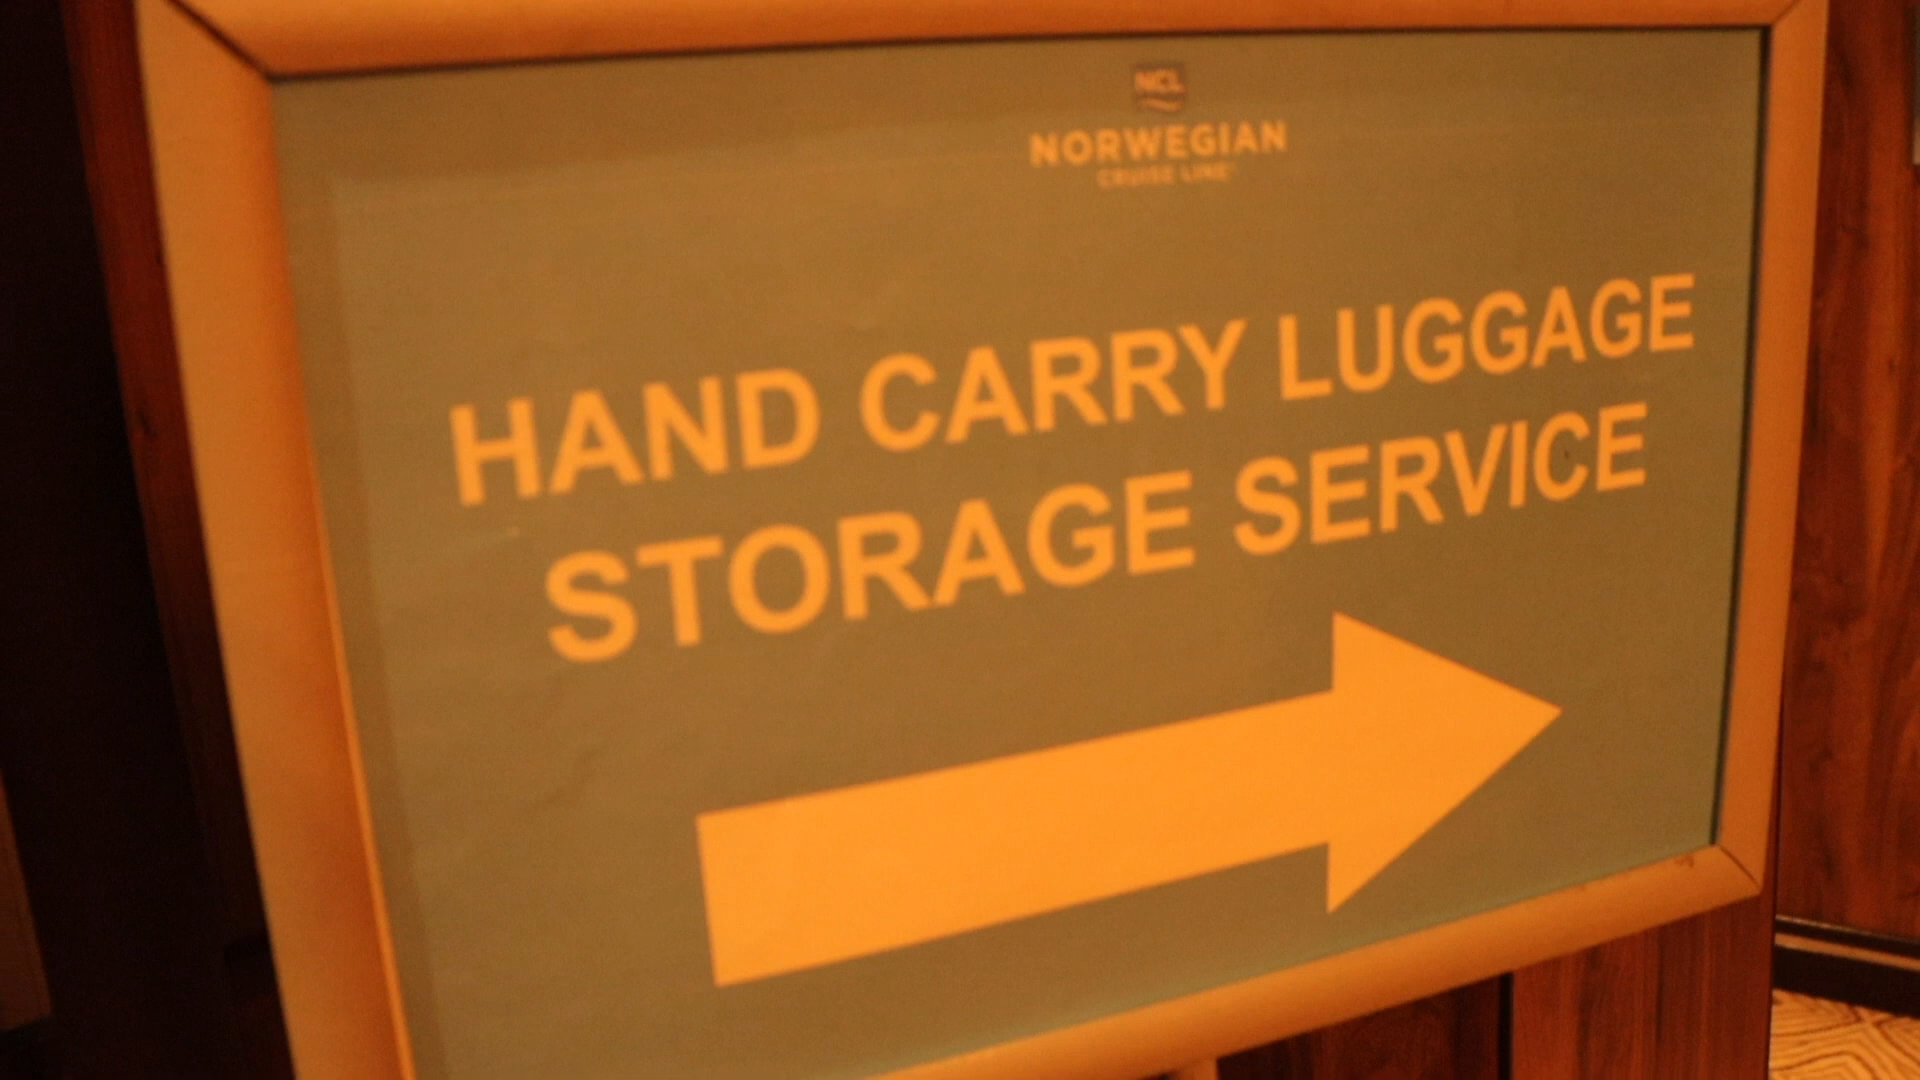 NCL
NORWEGIAN
CRUISE LINE®
HAND CARRY LUGGAGE
STORAGE SERVICE